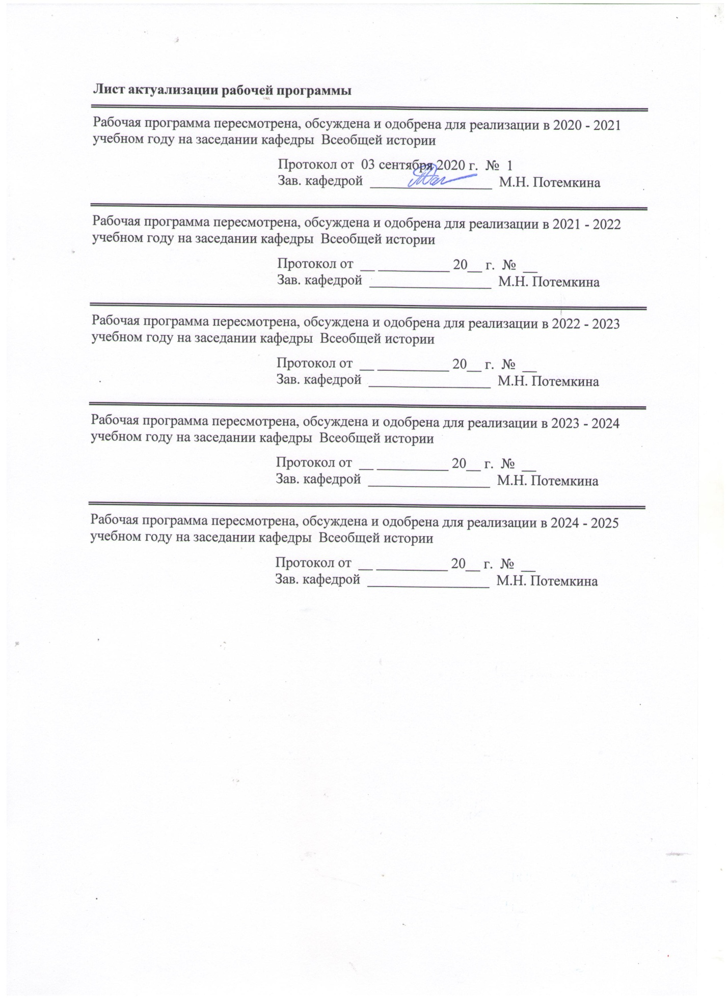 Лист актуализации рабочей программы
Рабочая программа пересмотрена, обсуждена и одобрена для реализации в 2020 - 2021
учебном году на заседании кафедры Всеобщей истории
Протокол от 03 сентября 2020 г. № 1
Зав. кафедрой _________________ М.Н. Потемкина
Рабочая программа пересмотрена, обсуждена и одобрена для реализации в 2021 - 2022
учебном году на заседании кафедры Всеобщей истории
Протокол от __ __________ 20__ г. № __
Зав. кафедрой _________________ М.Н. Потемкина
Рабочая программа пересмотрена, обсуждена и одобрена для реализации в 2022 - 2023
учебном году на заседании кафедры Всеобщей истории
Протокол от __ __________ 20__ г. № __
Зав. кафедрой _________________ М.Н. Потемкина
Рабочая программа пересмотрена, обсуждена и одобрена для реализации в 2023 - 2024
учебном году на заседании кафедры Всеобщей истории
Протокол от __ __________ 20__ г. № __
Зав. кафедрой _________________ М.Н. Потемкина
Рабочая программа пересмотрена, обсуждена и одобрена для реализации в 2024 - 2025
учебном году на заседании кафедры Всеобщей истории
Протокол от __ __________ 20__ г. № __
Зав. кафедрой _________________ М.Н. Потемкина